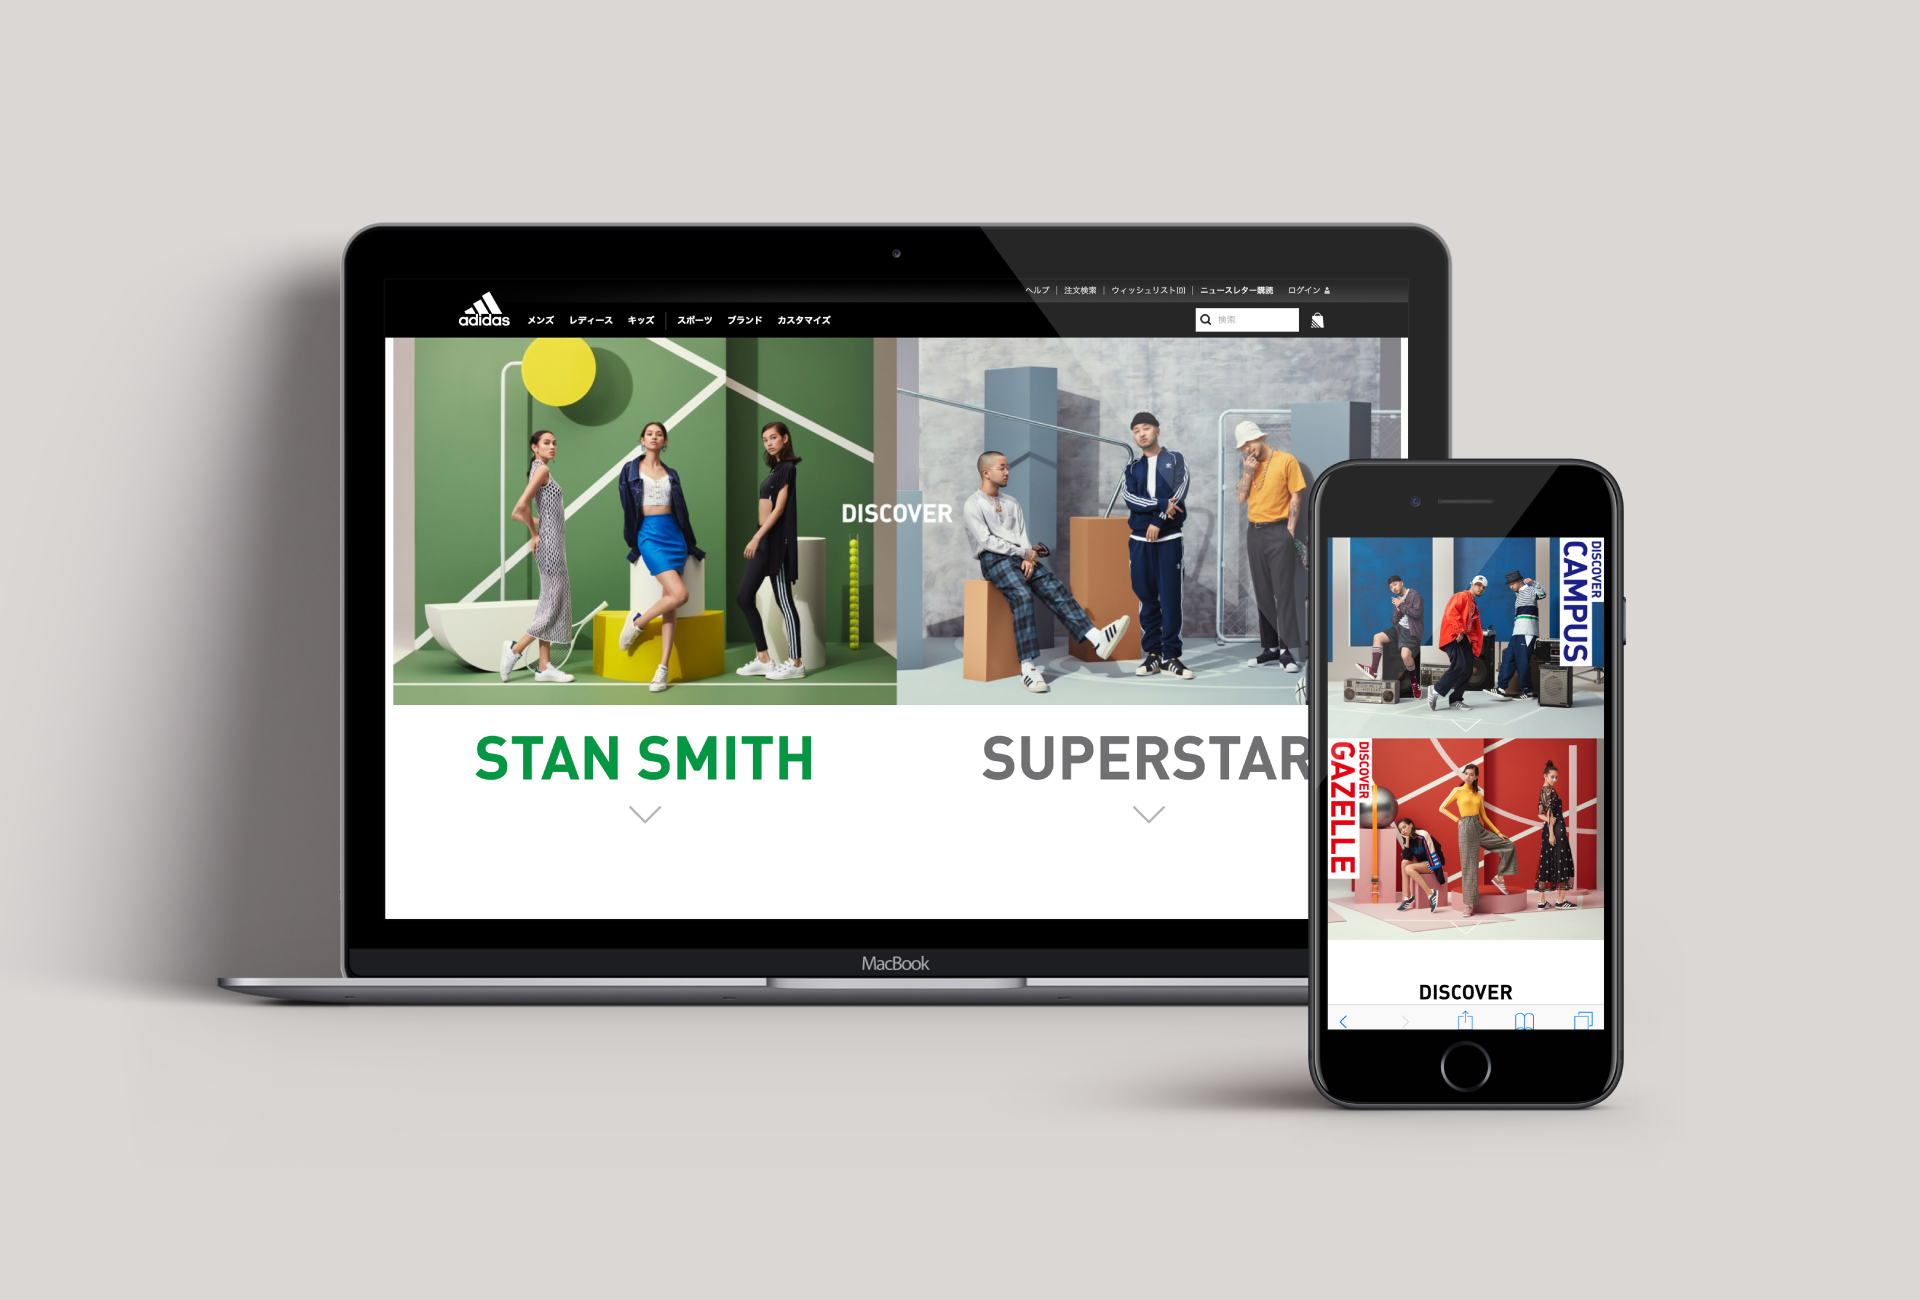 ヘルプ | 注文検索 | ウィッシュリスト(0) | ニュースレター購読 ログイン
adidas
メンズ レディース キッズ | スポーツ ブランド カスタマイズ
検索
DISCOVER
STAN SMITH
SUPERSTAR
MacBook
DISCOVER
CAMPUS
DISCOVER
GAZELLE
DISCOVER